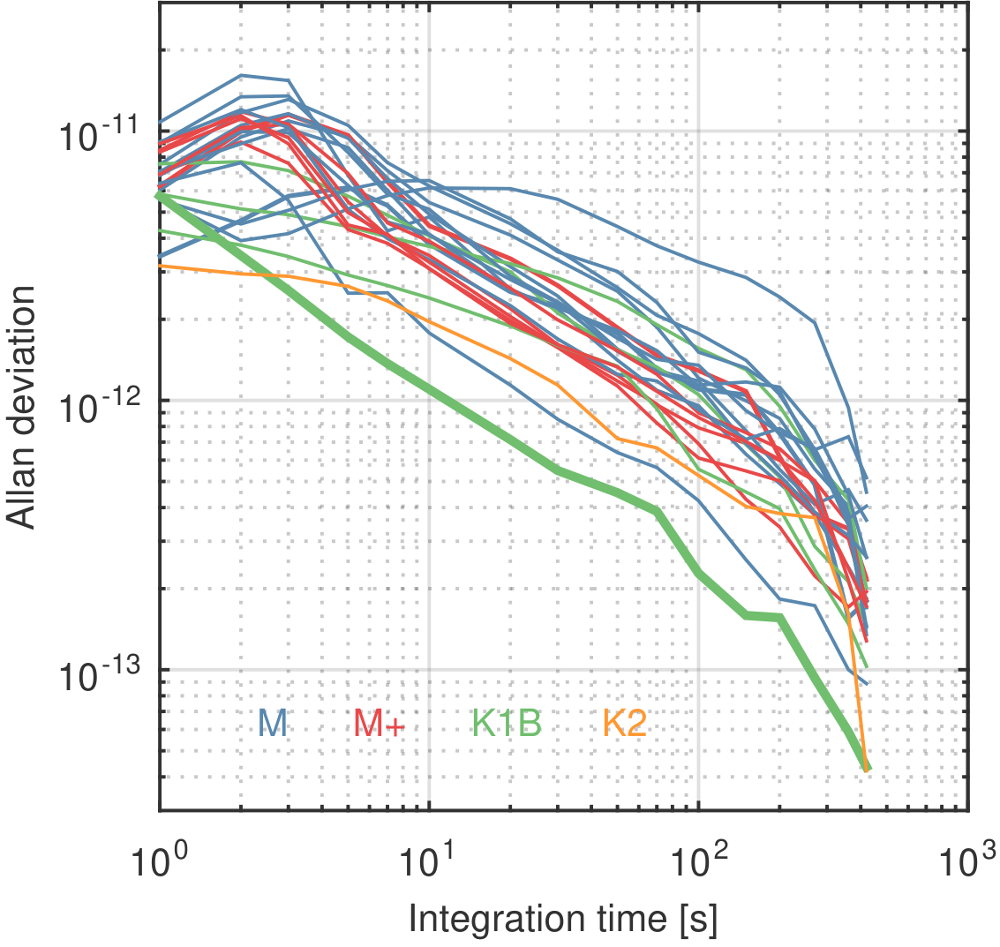 Allan deviation
10^-11
10^-12
10^-13
M M+ K1B K2
10^0 10^1 10^2 10^3
Integration time [s]